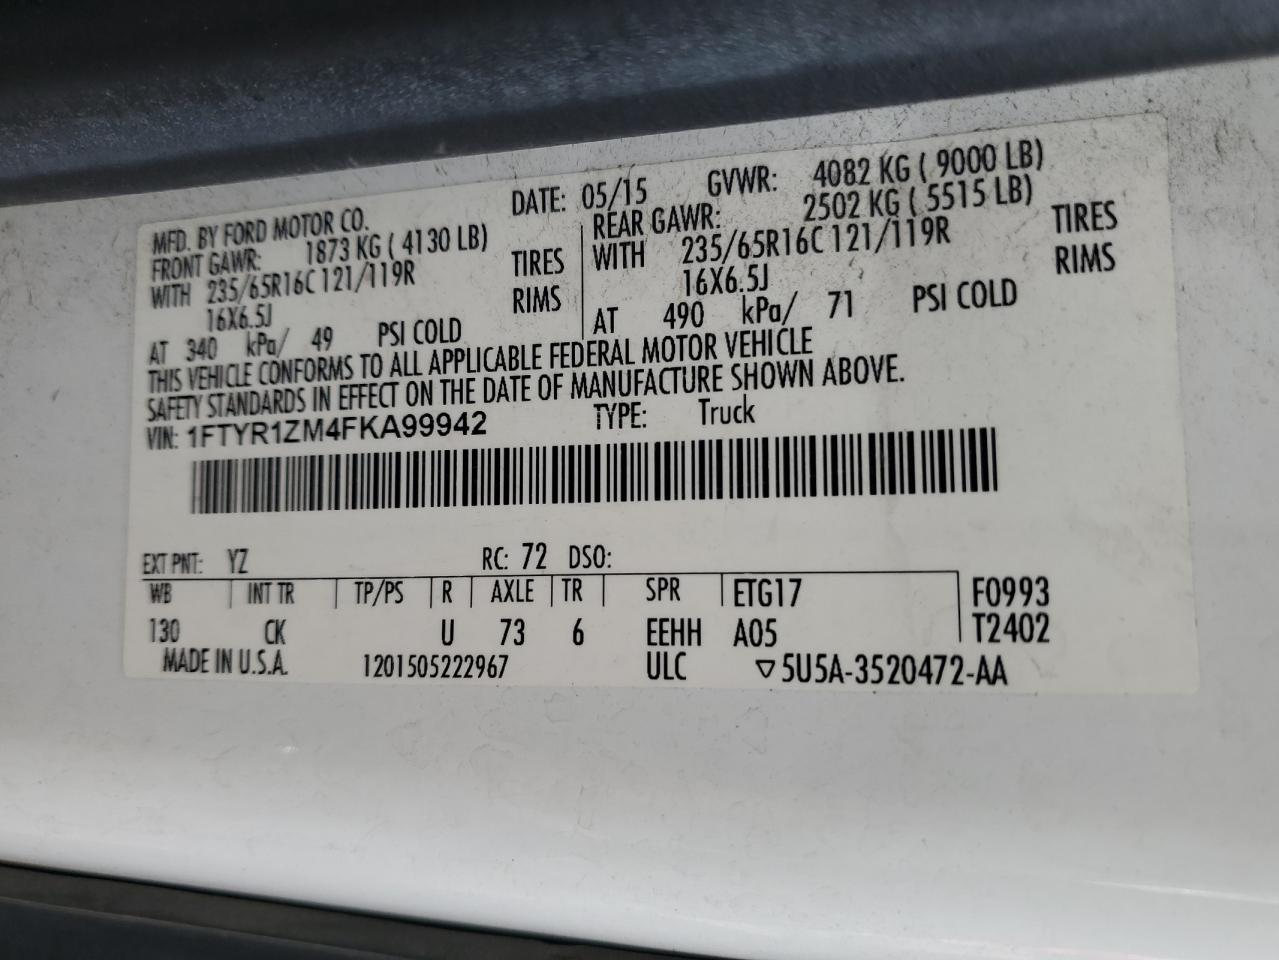 MFD. BY FORD MOTOR CO. DATE: 05/15 GVWR: 4082 KG ( 9000 LB)
FRONT GAWR: 1873 KG ( 4130 LB) REAR GAWR: 2502 KG ( 5515 LB)
WITH 235/65R16C 121/119R TIRES WITH 235/65R16C 121/119R TIRES
16X6.5J RIMS 16X6.5J RIMS
AT 340 kPa/ 49 PSI COLD AT 490 kPa/ 71 PSI COLD
THIS VEHICLE CONFORMS TO ALL APPLICABLE FEDERAL MOTOR VEHICLE
SAFETY STANDARDS IN EFFECT ON THE DATE OF MANUFACTURE SHOWN ABOVE.
VIN: 1FTYR1ZM4FKA99942 TYPE: Truck
EXT PNT: YZ RC: 72 DSO:
WB INT TR TP/PS R AXLE TR SPR ETG17 F0993
130 CK U 73 6 EEHH A05 T2402
MADE IN U.S.A. 1201505222967 ULC ▽5U5A-3520472-AA